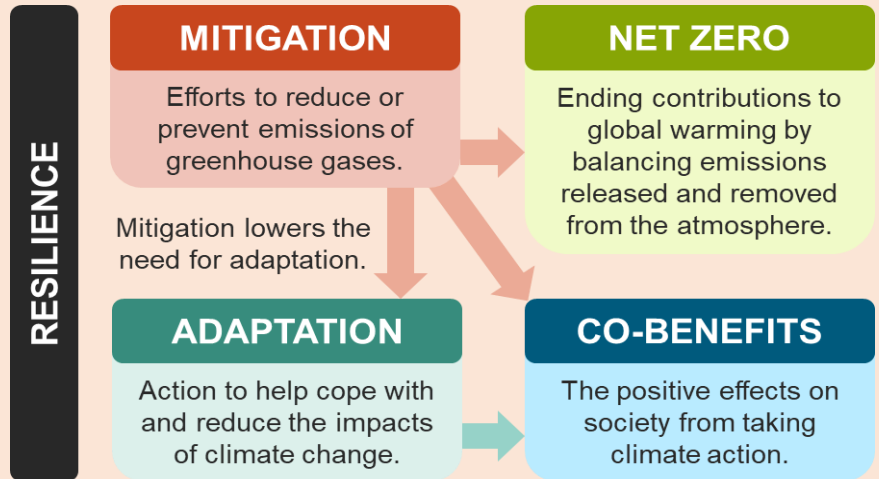 RESILIENCE
MITIGATION
Efforts to reduce or
prevent emissions of
greenhouse gases.
NET ZERO
Ending contributions to
global warming by
balancing emissions
released and removed
from the atmosphere.
Mitigation lowers the
need for adaptation.
ADAPTATION
Action to help cope with
and reduce the impacts
of climate change.
CO-BENEFITS
The positive effects on
society from taking
climate action.